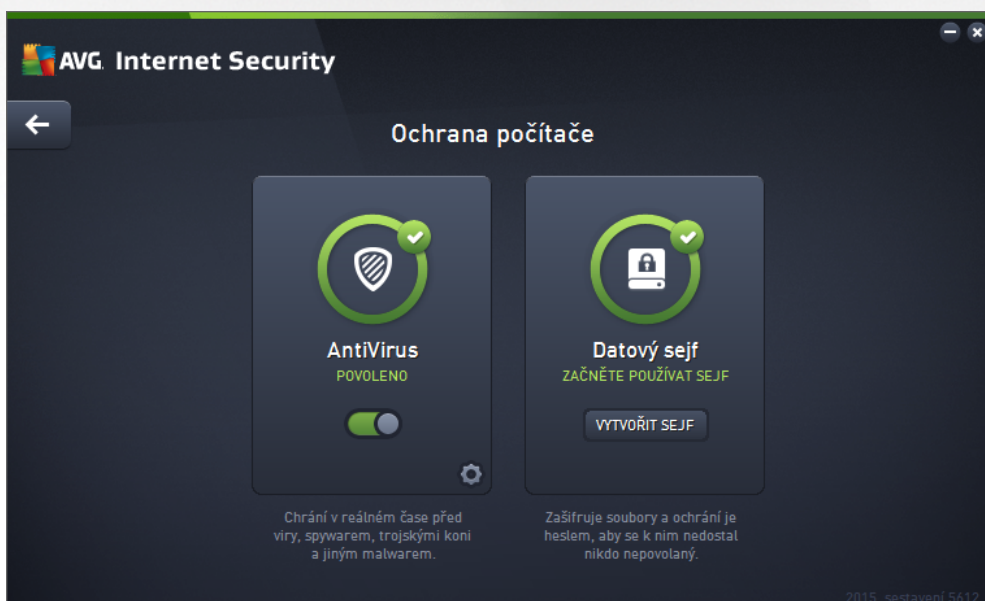 AVG Internet Security
Ochrana počítače
AntiVirus
POVOLENO
Datový sejf
ZAČNĚTE POUŽÍVAT SEJF
VYTVOŘIT SEJF
Chrání v reálném čase před
viry, spywarem, trojskými koni
a jiným malwarem.
Zašifruje soubory a ochrání je
heslem, aby se k nim nedostal
nikdo nepovolaný.
2015 sestavení 5612